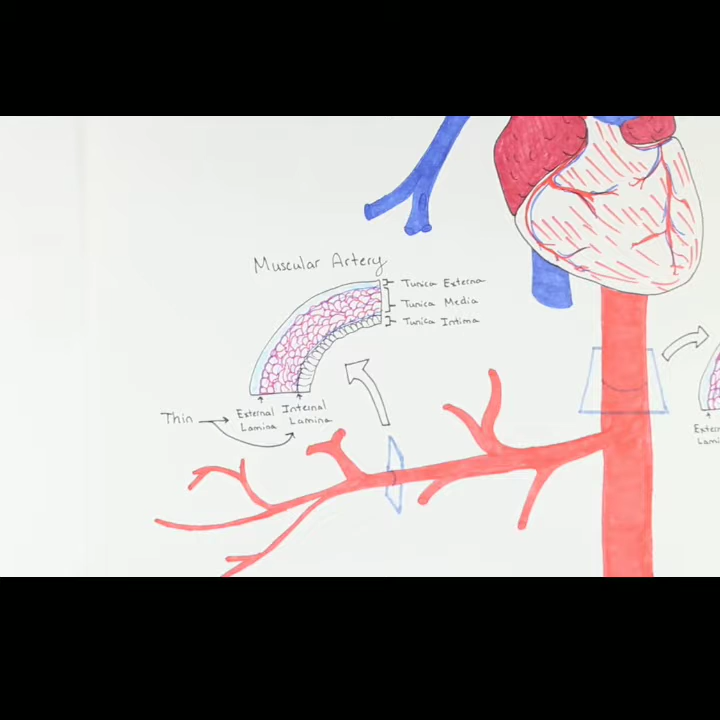 Muscular Artery
Tunica Externa
Tunica Media
Tunica Intima
Thin
External
Lamina
Internal
Lamina